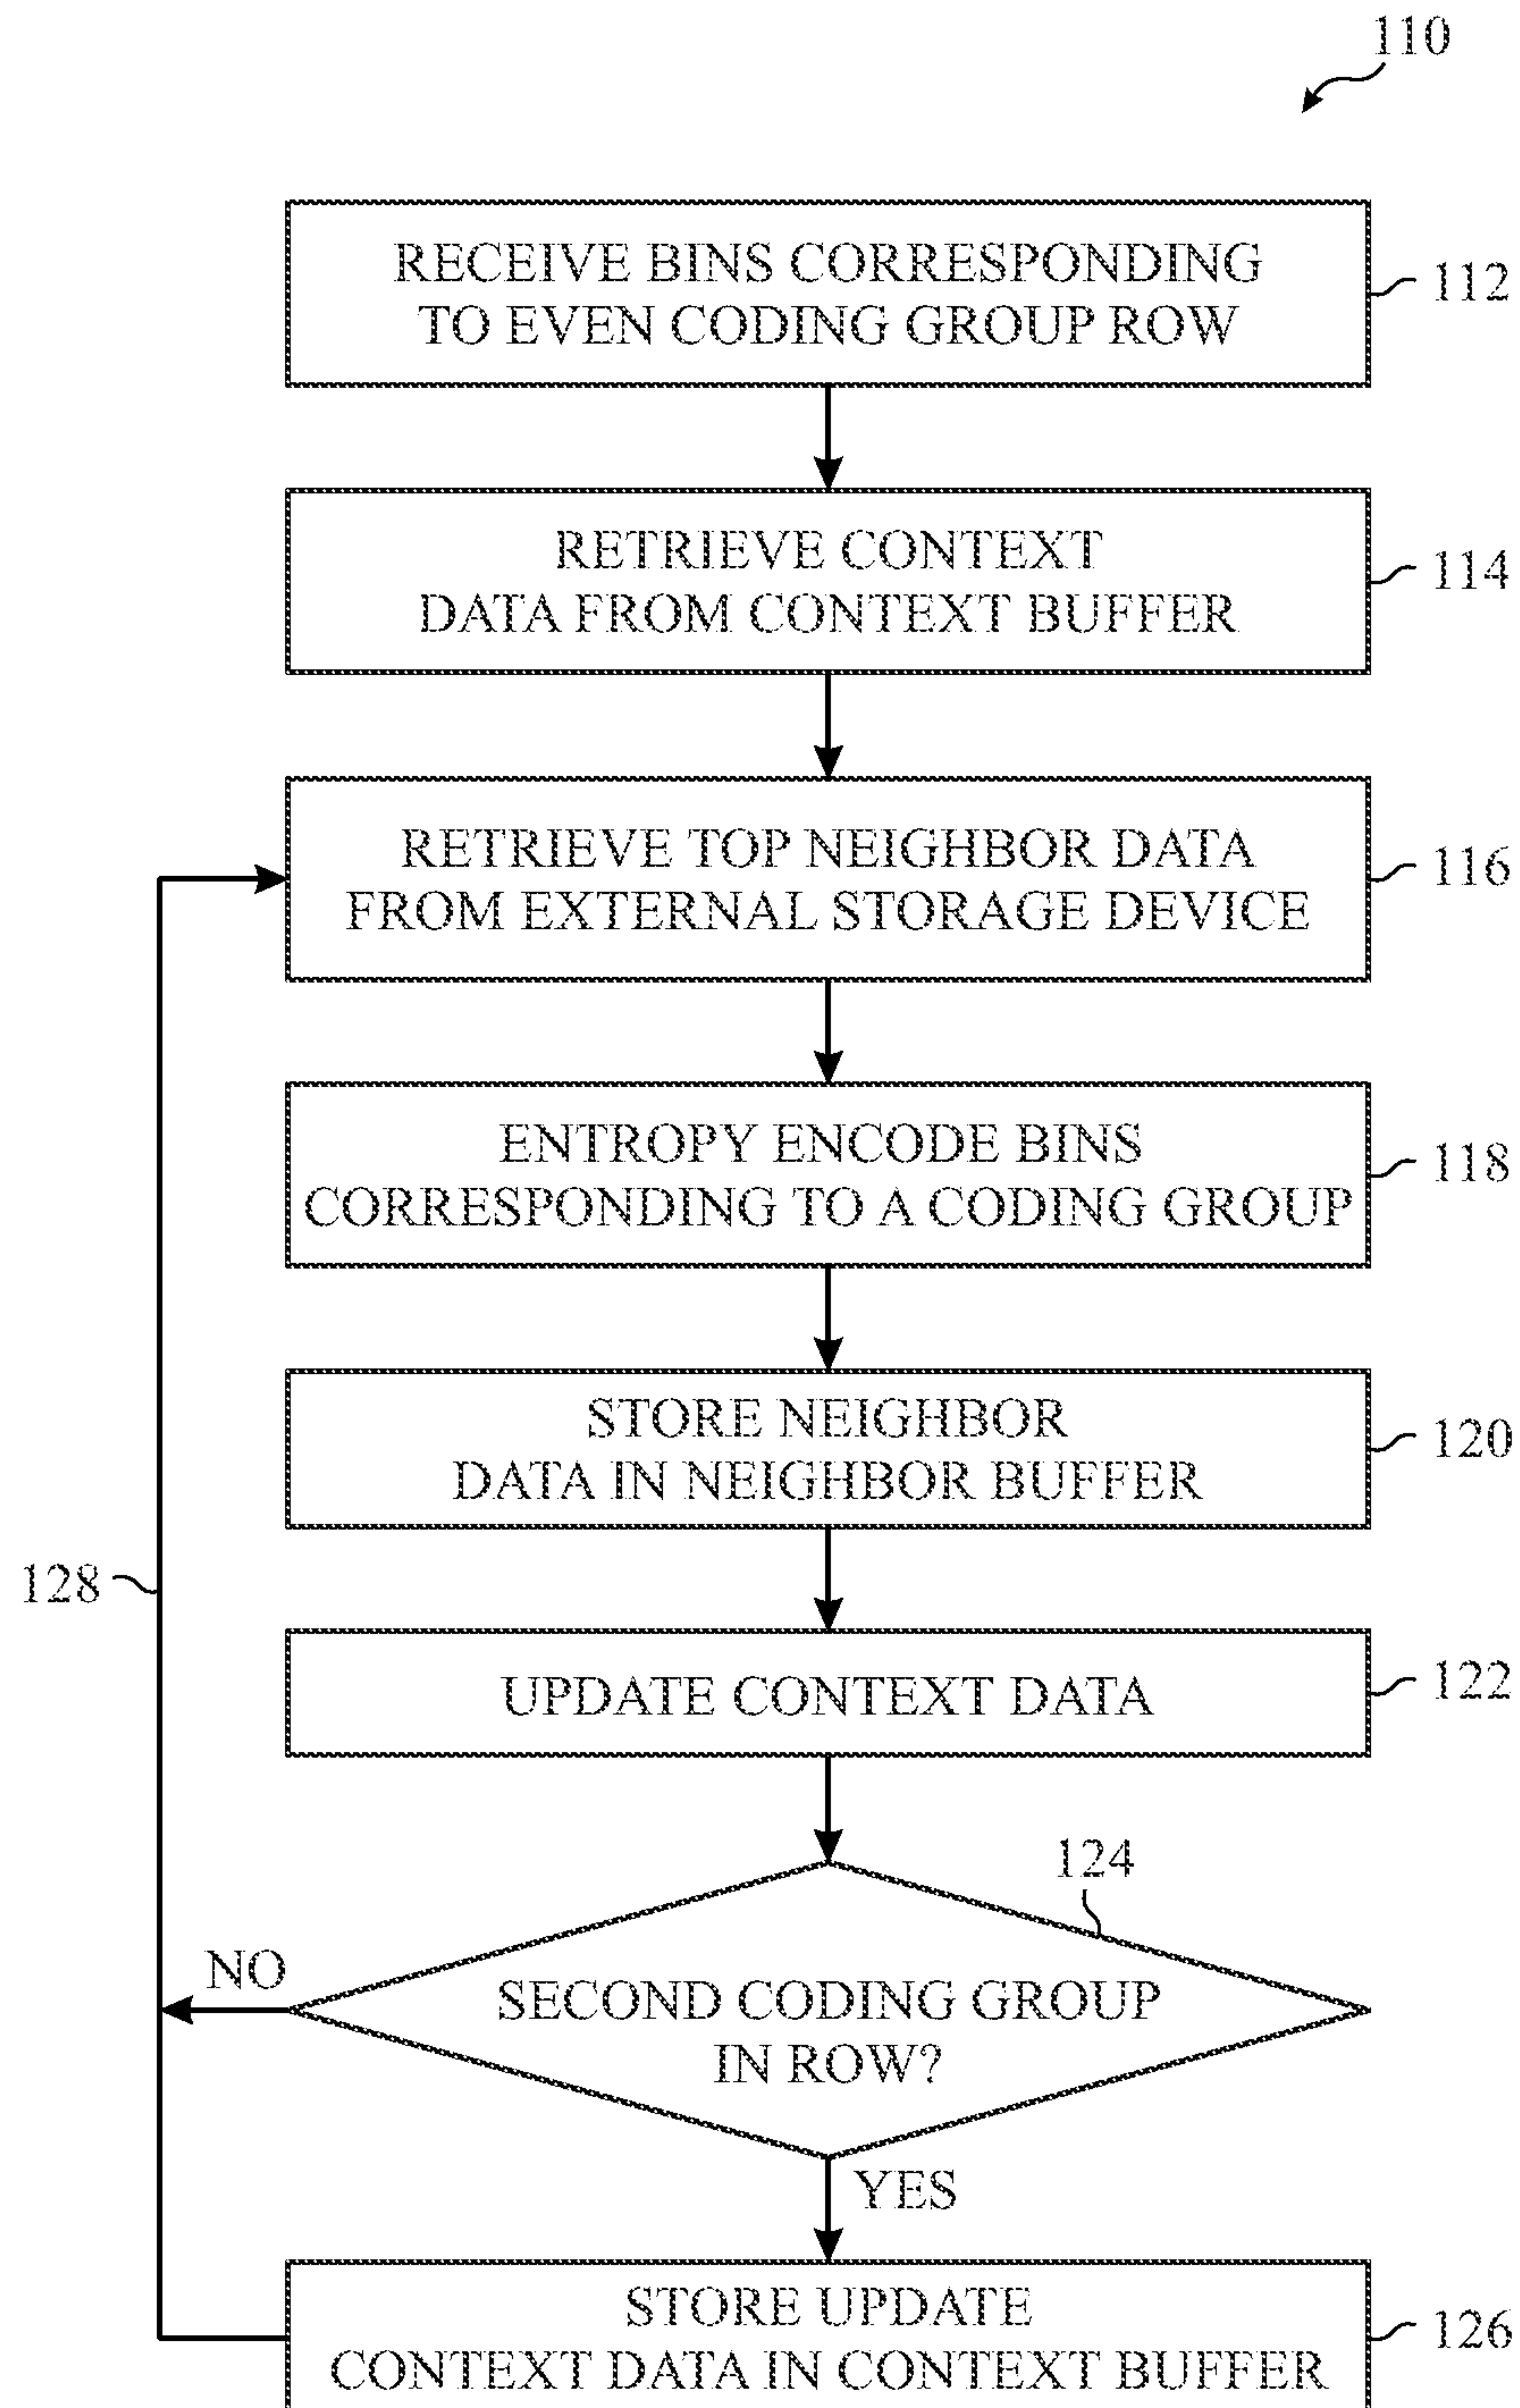 110
RECEIVE BINS CORRESPONDING
TO EVEN CODING GROUP ROW
112
RETRIEVE CONTEXT
DATA FROM CONTEXT BUFFER
114
RETRIEVE TOP NEIGHBOR DATA
FROM EXTERNAL STORAGE DEVICE
116
ENTROPY ENCODE BINS
CORRESPONDING TO A CODING GROUP
118
STORE NEIGHBOR
DATA IN NEIGHBOR BUFFER
120
128
UPDATE CONTEXT DATA
122
124
NO
SECOND CODING GROUP
IN ROW?
YES
STORE UPDATE
CONTEXT DATA IN CONTEXT BUFFER
126